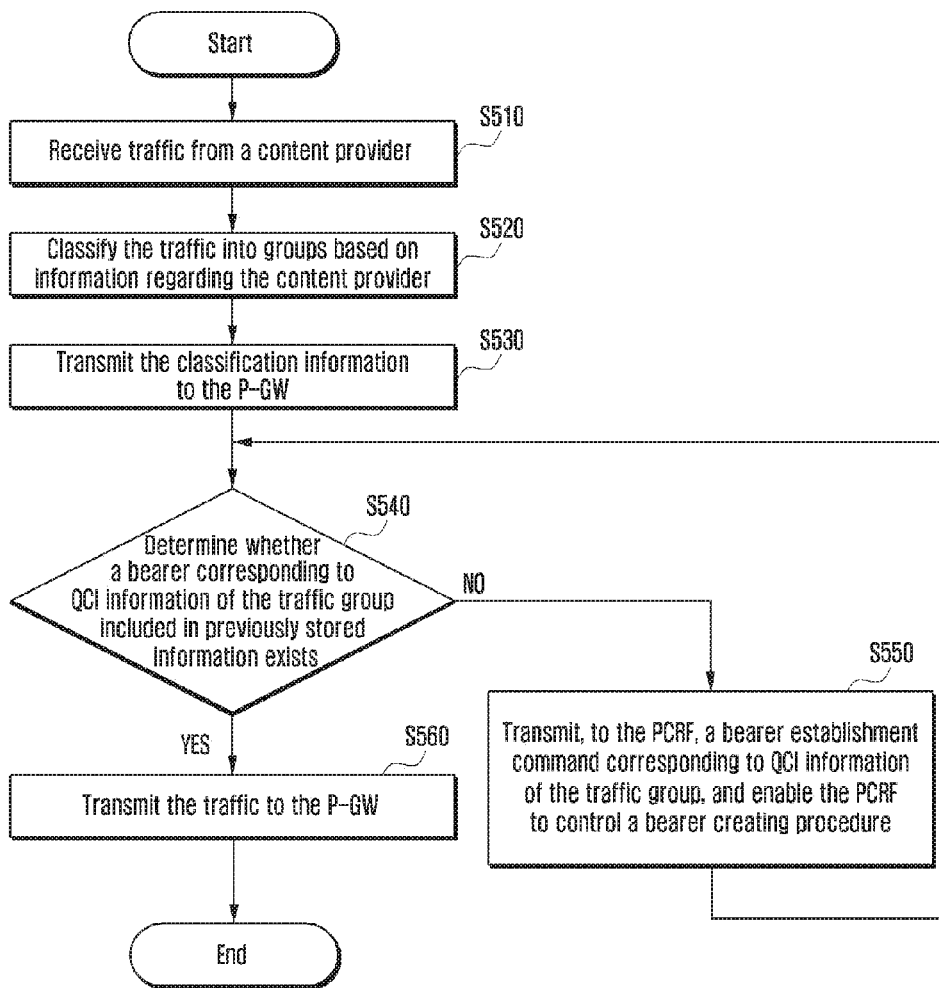 Start
S510
Receive traffic from a content provider
S520
Classify the traffic into groups based on
information regarding the content provider
S530
Transmit the classification information
to the P-GW
S540
Determine whether
a bearer corresponding to
QCI information of the traffic group
included in previously stored
information exists
NO
S550
Transmit, to the PCRF, a bearer establishment
command corresponding to QCI information
of the traffic group, and enable the PCRF
to control a bearer creating procedure
YES
S560
Transmit the traffic to the P-GW
End